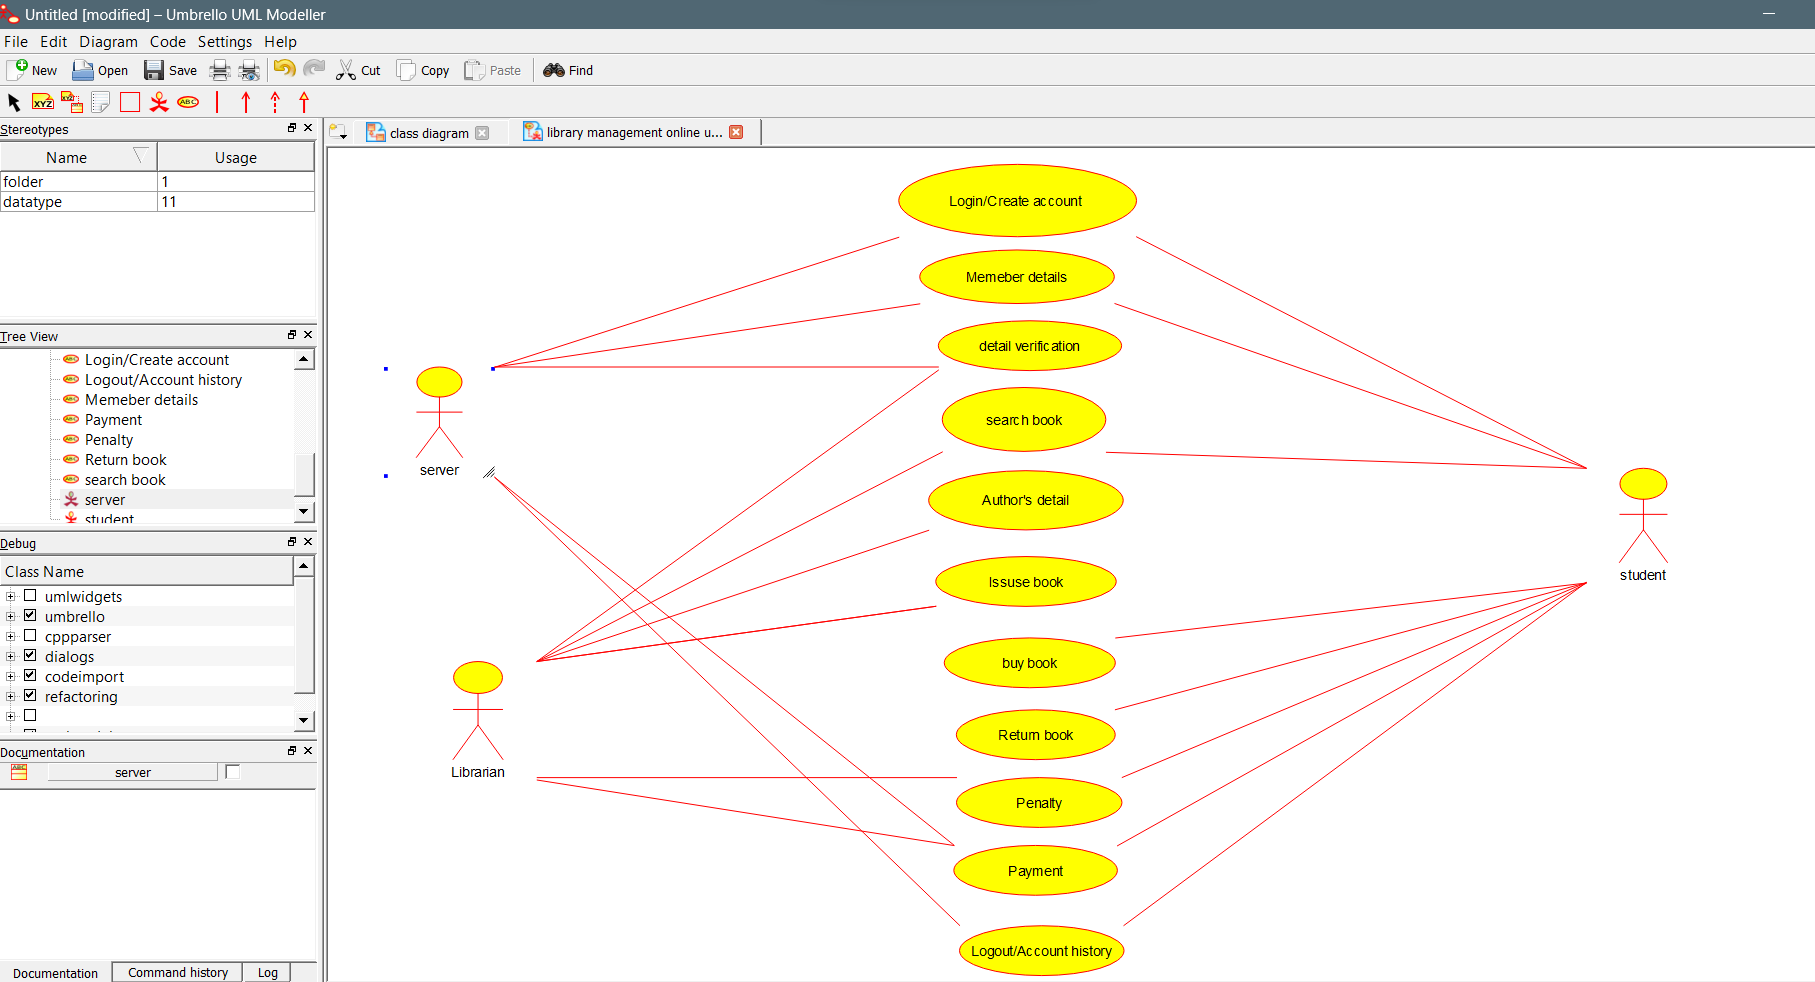 Untitled [modified] – Umbrello UML Modeller
File Edit Diagram Code Settings Help
New Open Save Cut Copy Paste Find
XYZ ABC
Stereotypes
Name Usage
folder 1
datatype 11
Tree View
Login/Create account
Logout/Account history
Memeber details
Payment
Penalty
Return book
search book
server
student
Debug
Class Name
umlwidgets
umbrello
cppparser
dialogs
codeimport
refactoring
Documentation
server
Documentation Command history Log
class diagram library management online u...
Login/Create account
Memeber details
detail verification
search book
Author's detail
Issuse book
buy book
Return book
Penalty
Payment
Logout/Account history
server
Librarian
student